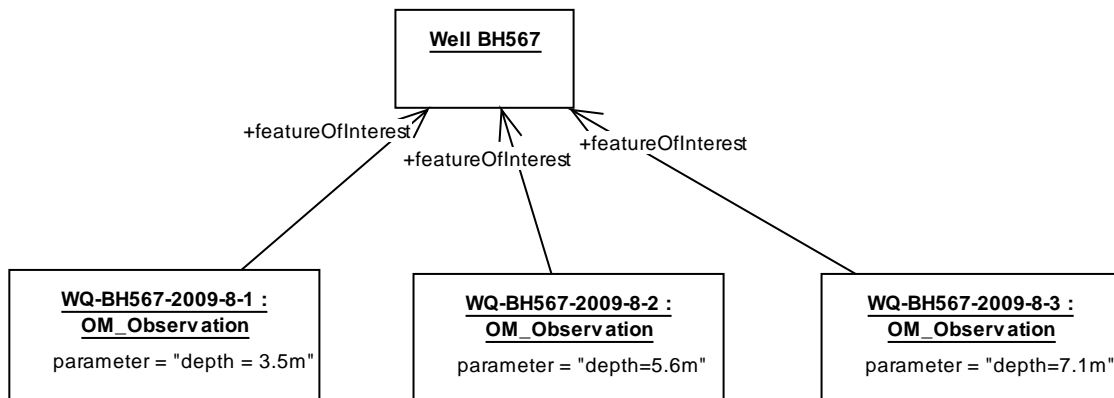 Well BH567
+featureOfInterest
+featureOfInterest
+featureOfInterest
WQ-BH567-2009-8-1 :
OM_Observation
parameter = "depth = 3.5m"
WQ-BH567-2009-8-2 :
OM_Observation
parameter = "depth=5.6m"
WQ-BH567-2009-8-3 :
OM_Observation
parameter = "depth=7.1m"